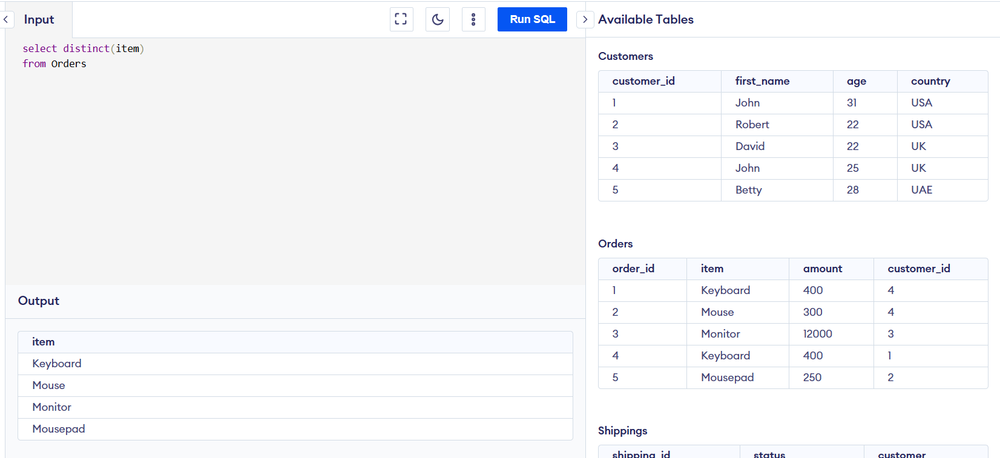 Input
Run SQL
select distinct(item)
from Orders
Output
item
Keyboard
Mouse
Monitor
Mousepad
Available Tables
Customers
customer_id first_name age country
1 John 31 USA
2 Robert 22 USA
3 David 22 UK
4 John 25 UK
5 Betty 28 UAE
Orders
order_id item amount customer_id
1 Keyboard 400 4
2 Mouse 300 4
3 Monitor 12000 3
4 Keyboard 400 1
5 Mousepad 250 2
Shippings
shipping_id status customer